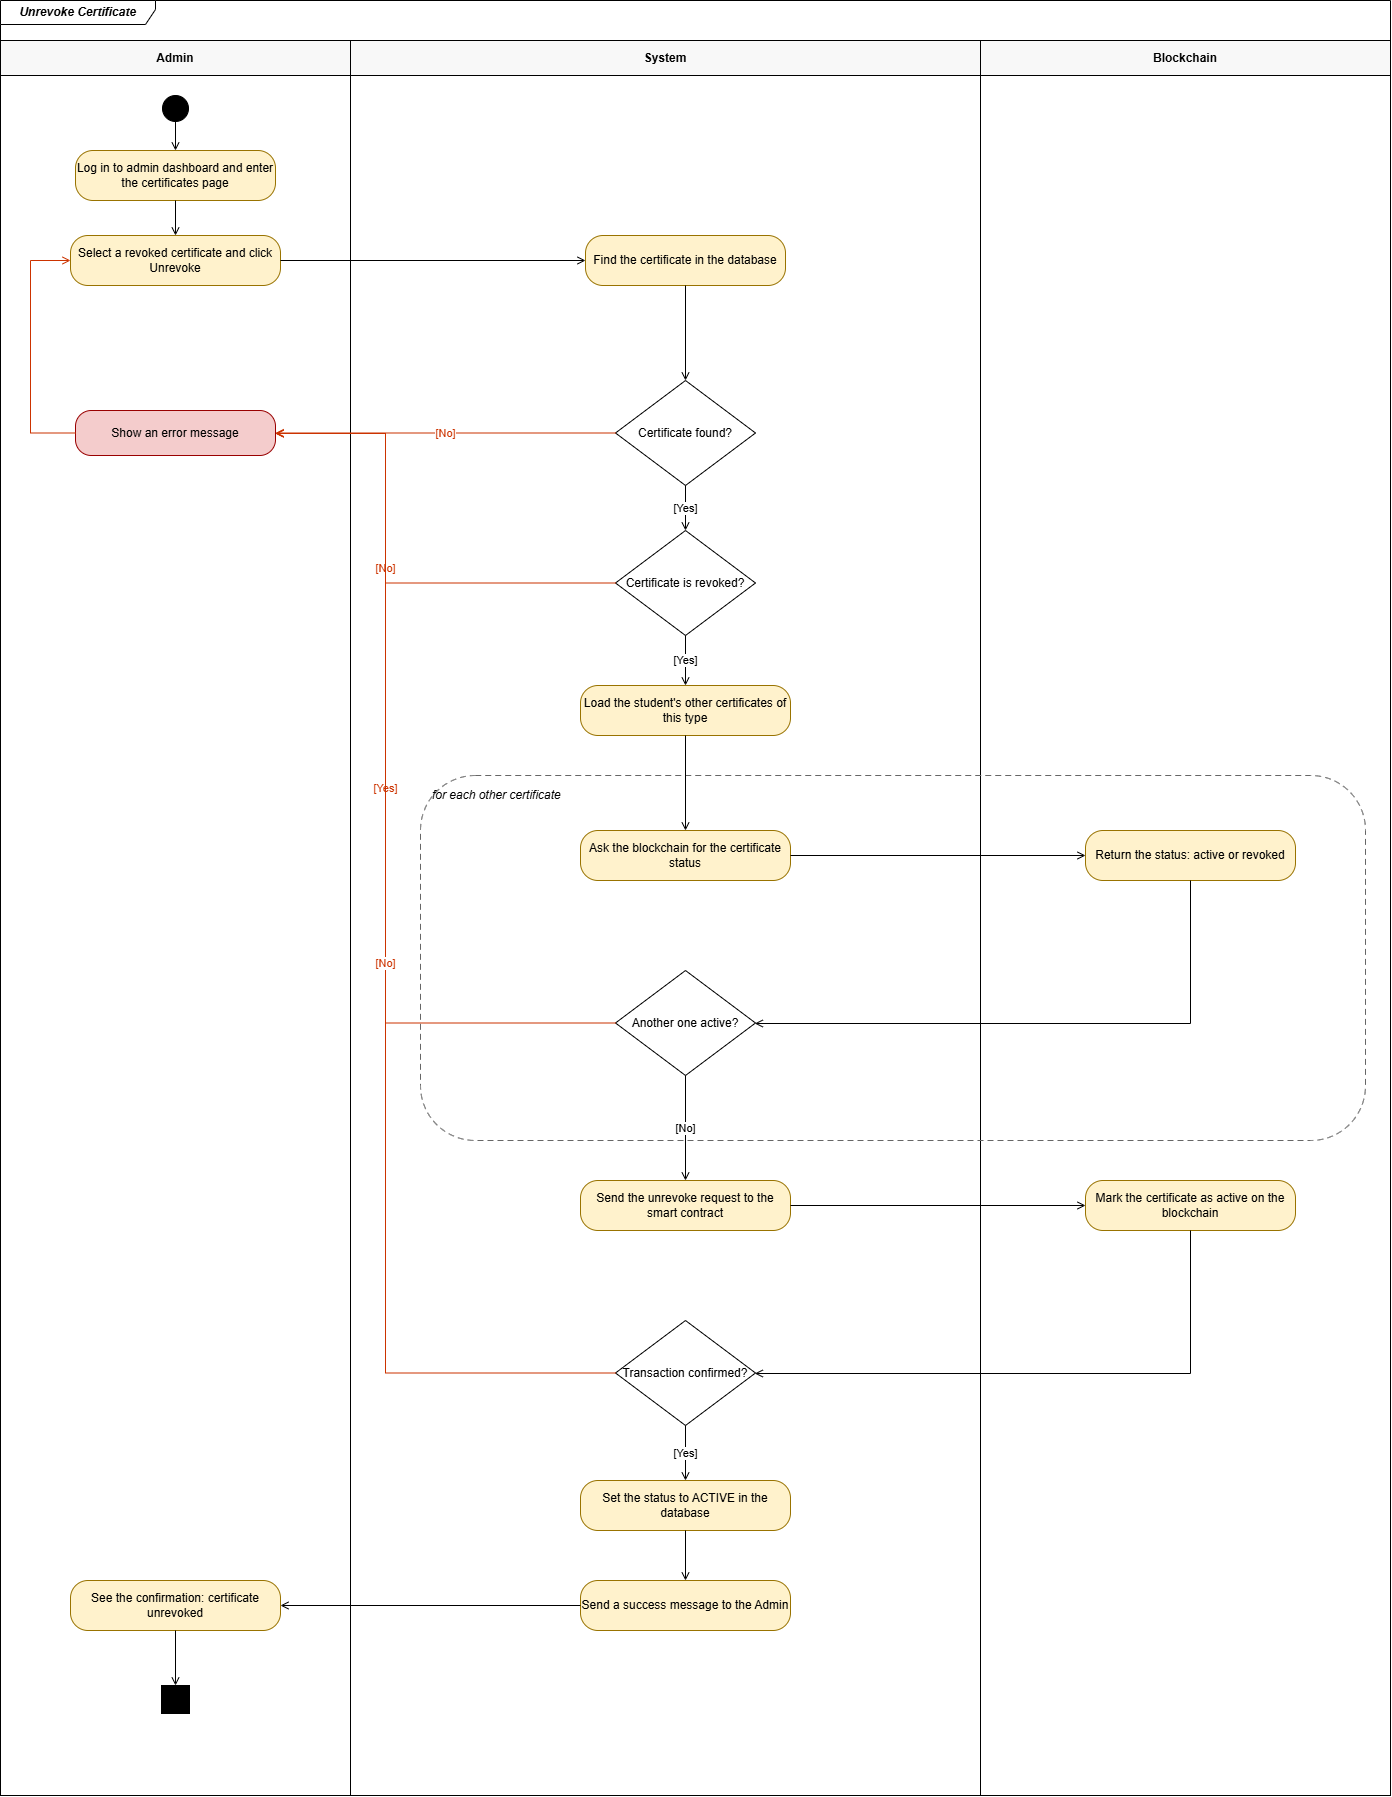 Unrevoke Certificate
Admin
System
Blockchain
Log in to admin dashboard and enter
the certificates page
Select a revoked certificate and click
Unrevoke
Find the certificate in the database
Show an error message
[No]
Certificate found?
[Yes]
[No]
Certificate is revoked?
[Yes]
Load the student's other certificates of
this type
[Yes]
for each other certificate
Ask the blockchain for the certificate
status
Return the status: active or revoked
[No]
Another one active?
[No]
Send the unrevoke request to the
smart contract
Mark the certificate as active on the
blockchain
Transaction confirmed?
[Yes]
Set the status to ACTIVE in the
database
See the confirmation: certificate
unrevoked
Send a success message to the Admin